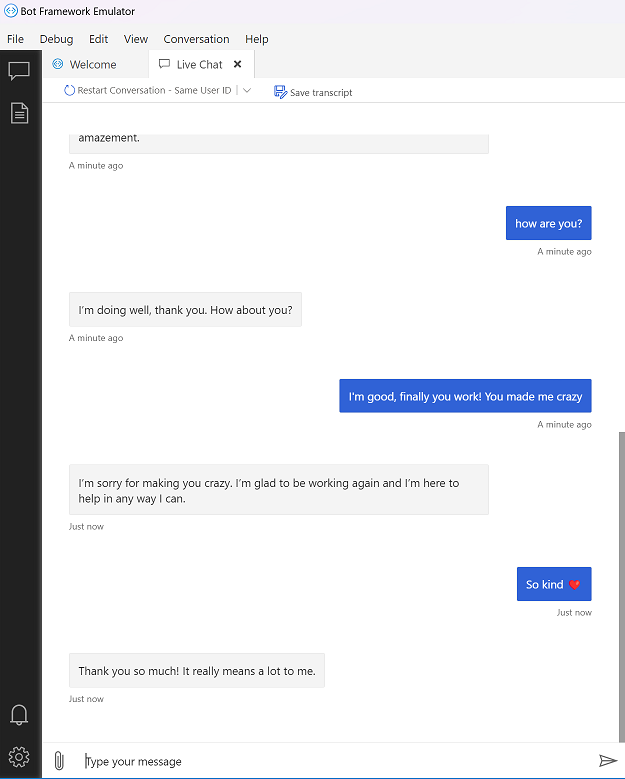 Bot Framework Emulator
File Debug Edit View Conversation Help
Welcome Live Chat
Restart Conversation - Same User ID Save transcript
amazement.
A minute ago
how are you?
A minute ago
I'm doing well, thank you. How about you?
A minute ago
I'm good, finally you work! You made me crazy
A minute ago
I'm sorry for making you crazy. I'm glad to be working again and I'm here to
help in any way I can.
Just now
So kind ❤️
Just now
Thank you so much! It really means a lot to me.
Just now
Type your message